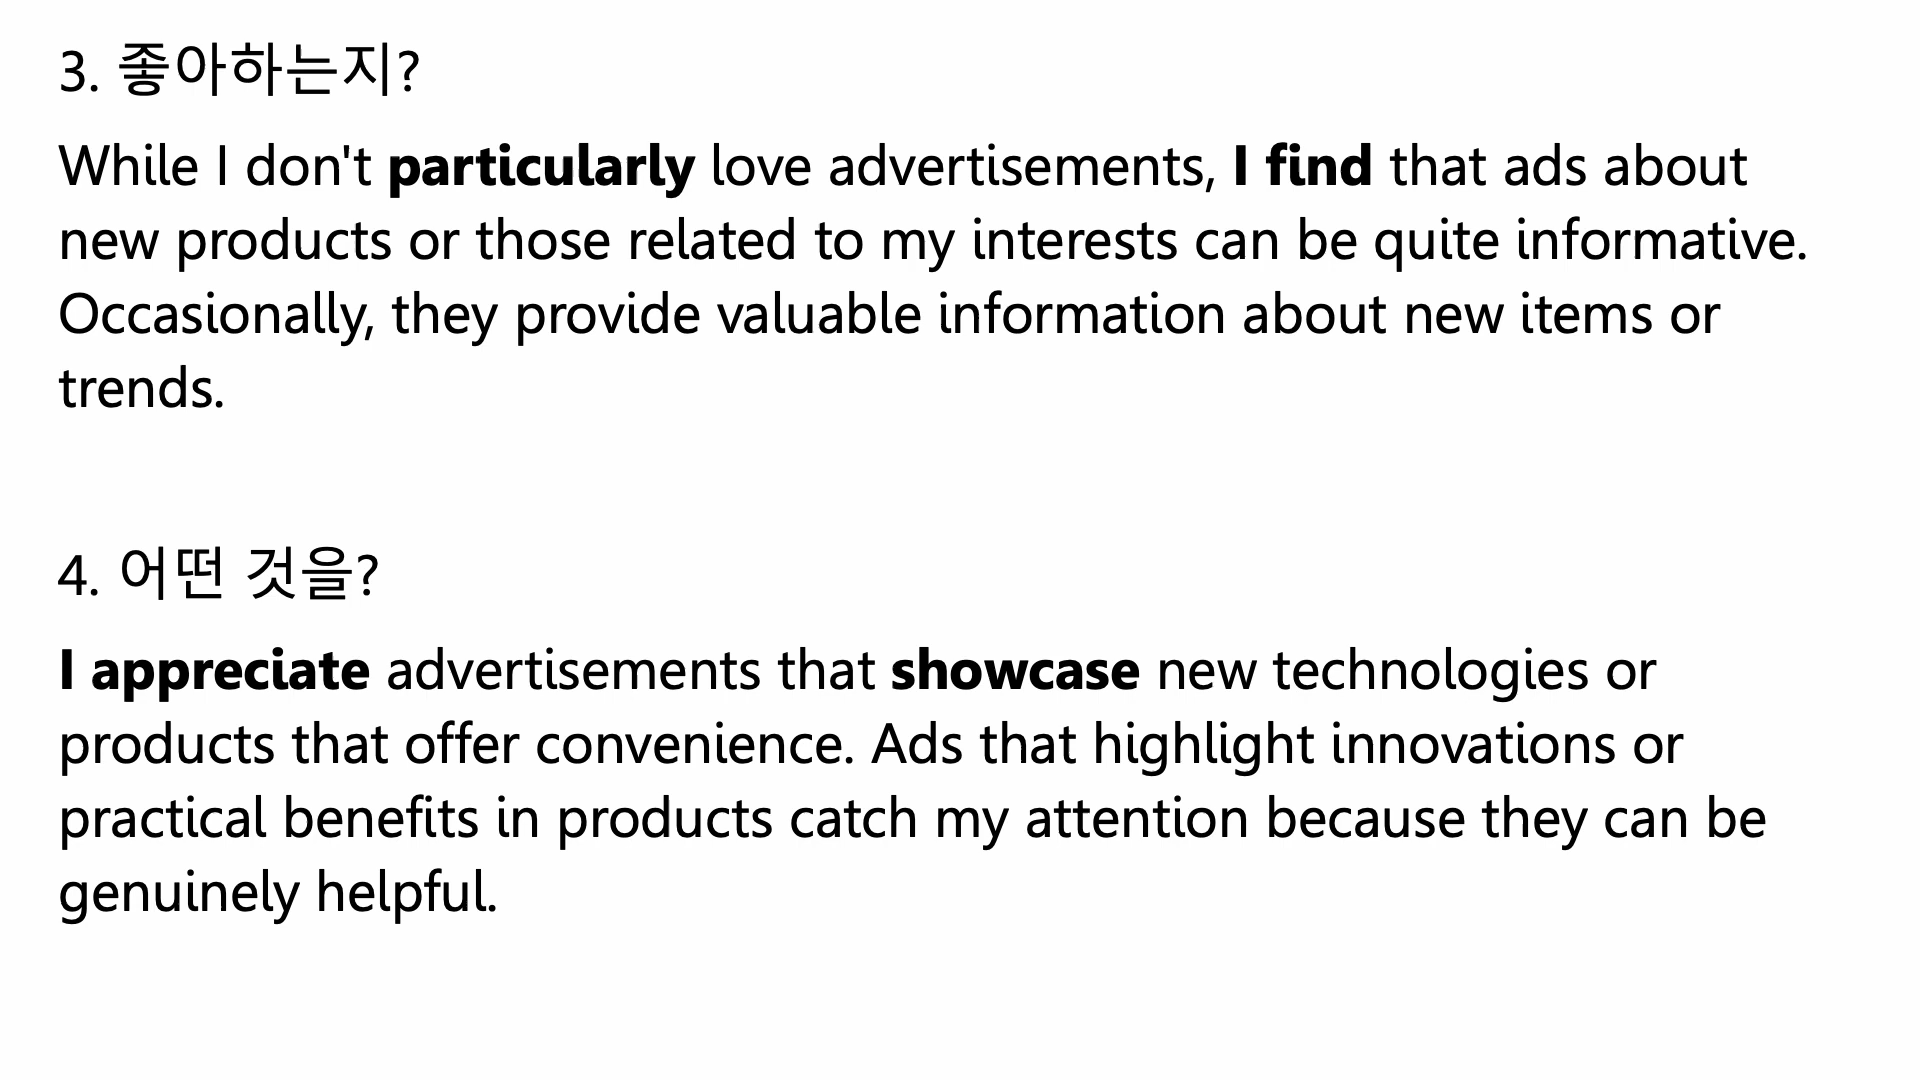 3. 좋아하는지?
While I don't particularly love advertisements, I find that ads about
new products or those related to my interests can be quite informative.
Occasionally, they provide valuable information about new items or
trends.
4. 어떤 것을?
I appreciate advertisements that showcase new technologies or
products that offer convenience. Ads that highlight innovations or
practical benefits in products catch my attention because they can be
genuinely helpful.